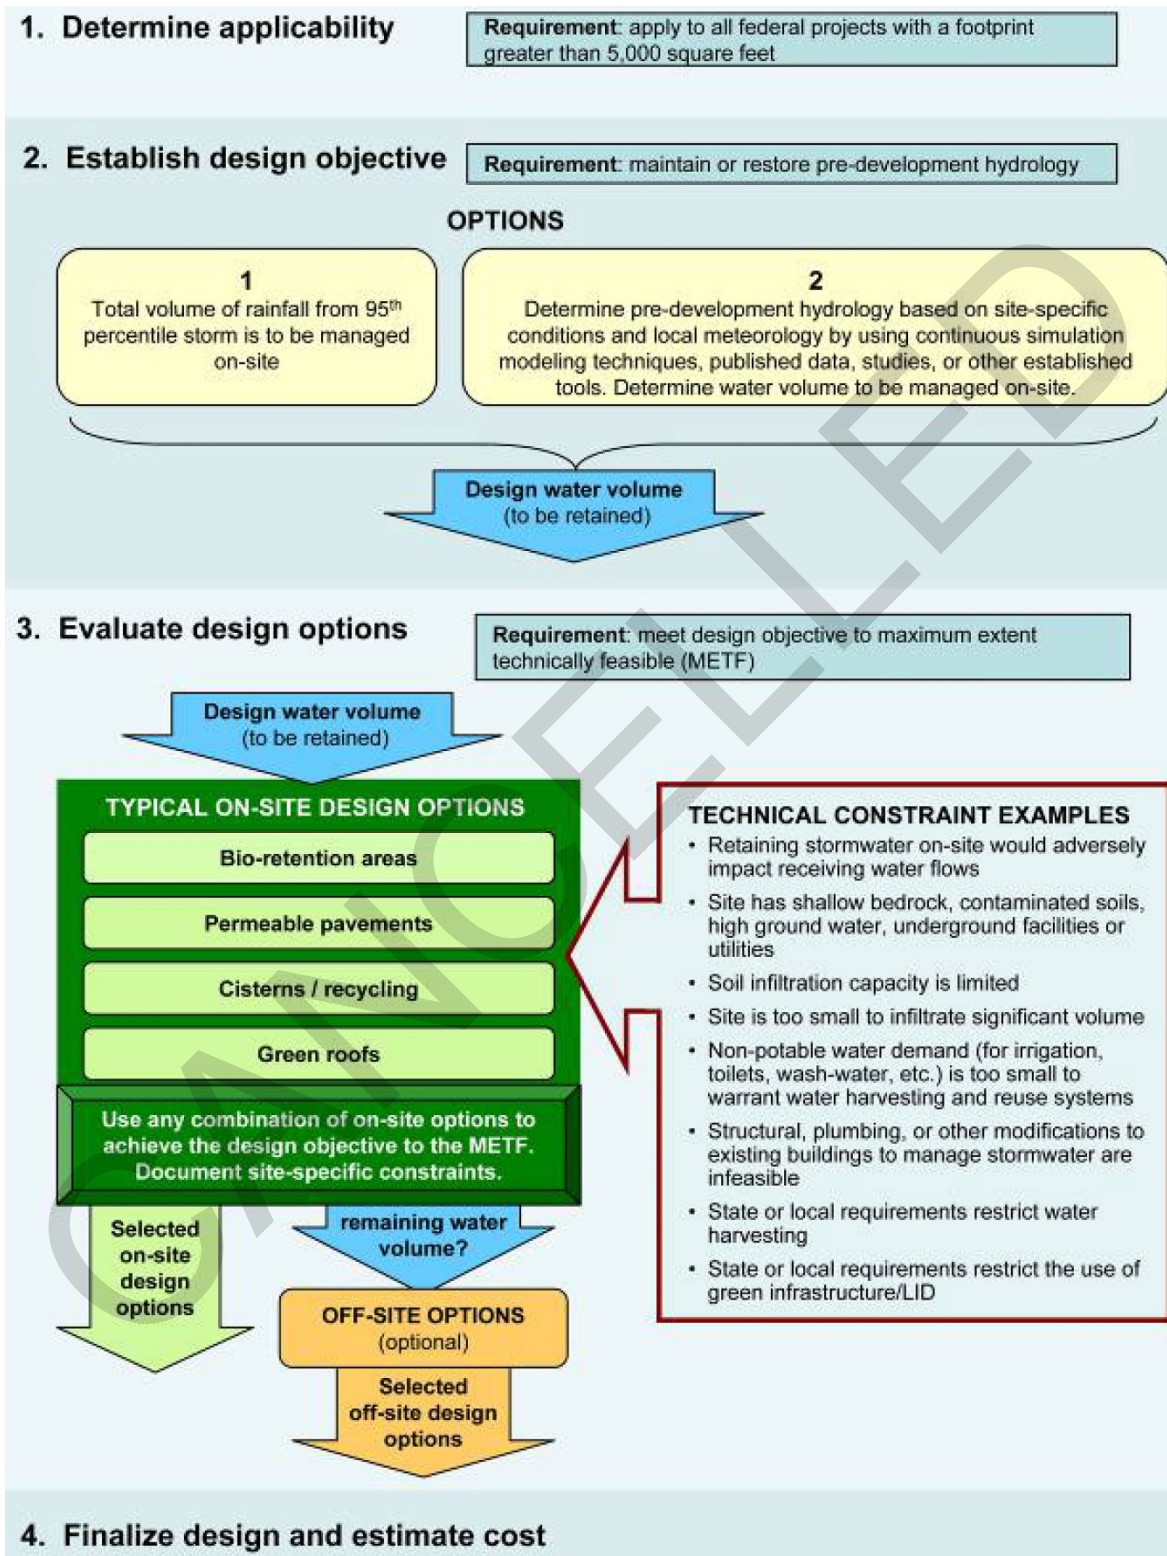 1. Determine applicability
Requirement: apply to all federal projects with a footprint
greater than 5,000 square feet
2. Establish design objective
Requirement: maintain or restore pre-development hydrology
OPTIONS
1
Total volume of rainfall from 95th
percentile storm is to be managed
on-site
2
Determine pre-development hydrology based on site-specific
conditions and local meteorology by using continuous simulation
modeling techniques, published data, studies, or other established
tools. Determine water volume to be managed on-site.
Design water volume
(to be retained)
3. Evaluate design options
Requirement: meet design objective to maximum extent
technically feasible (METF)
Design water volume
(to be retained)
TYPICAL ON-SITE DESIGN OPTIONS
Bio-retention areas
Permeable pavements
Cisterns / recycling
Green roofs
Use any combination of on-site options to
achieve the design objective to the METF.
Document site-specific constraints.
TECHNICAL CONSTRAINT EXAMPLES
• Retaining stormwater on-site would adversely
impact receiving water flows
• Site has shallow bedrock, contaminated soils,
high ground water, underground facilities or
utilities
• Soil infiltration capacity is limited
• Site is too small to infiltrate significant volume
• Non-potable water demand (for irrigation,
toilets, wash-water, etc.) is too small to
warrant water harvesting and reuse systems
• Structural, plumbing, or other modifications to
existing buildings to manage stormwater are
infeasible
• State or local requirements restrict water
harvesting
• State or local requirements restrict the use of
green infrastructure/LID
Selected
on-site
design
options
remaining water
volume?
OFF-SITE OPTIONS
(optional)
Selected
off-site design
options
4. Finalize design and estimate cost
CANCELLED